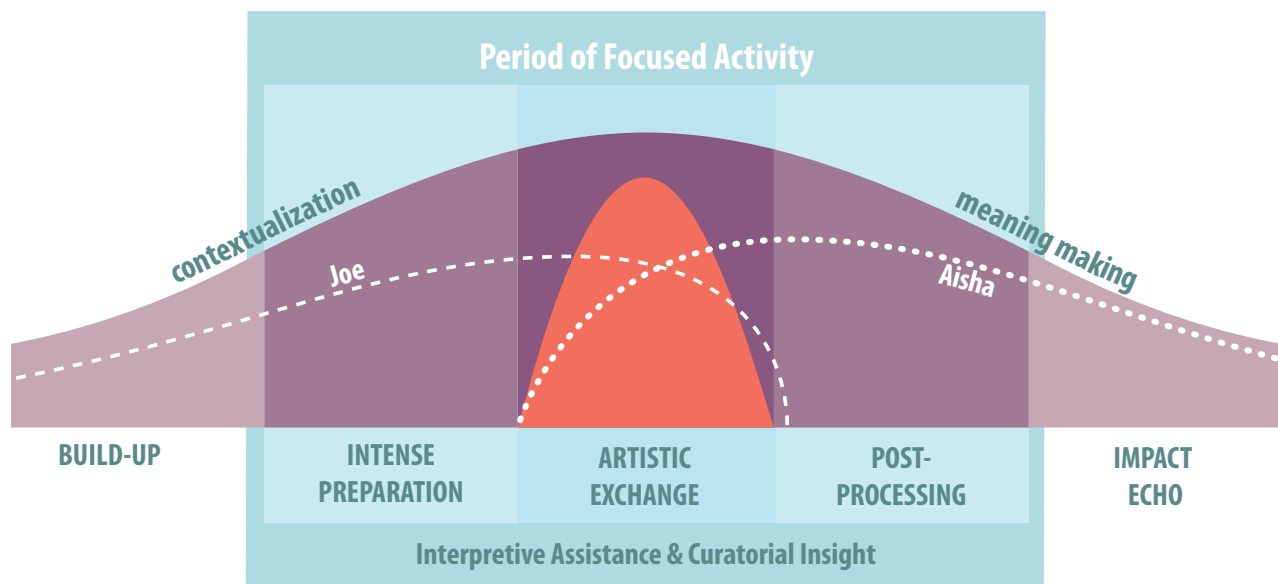 Period of Focused Activity
contextualization
Joe
meaning making
Aisha
BUILD-UP
INTENSE
PREPARATION
ARTISTIC
EXCHANGE
POST-
PROCESSING
IMPACT
ECHO
Interpretive Assistance & Curatorial Insight